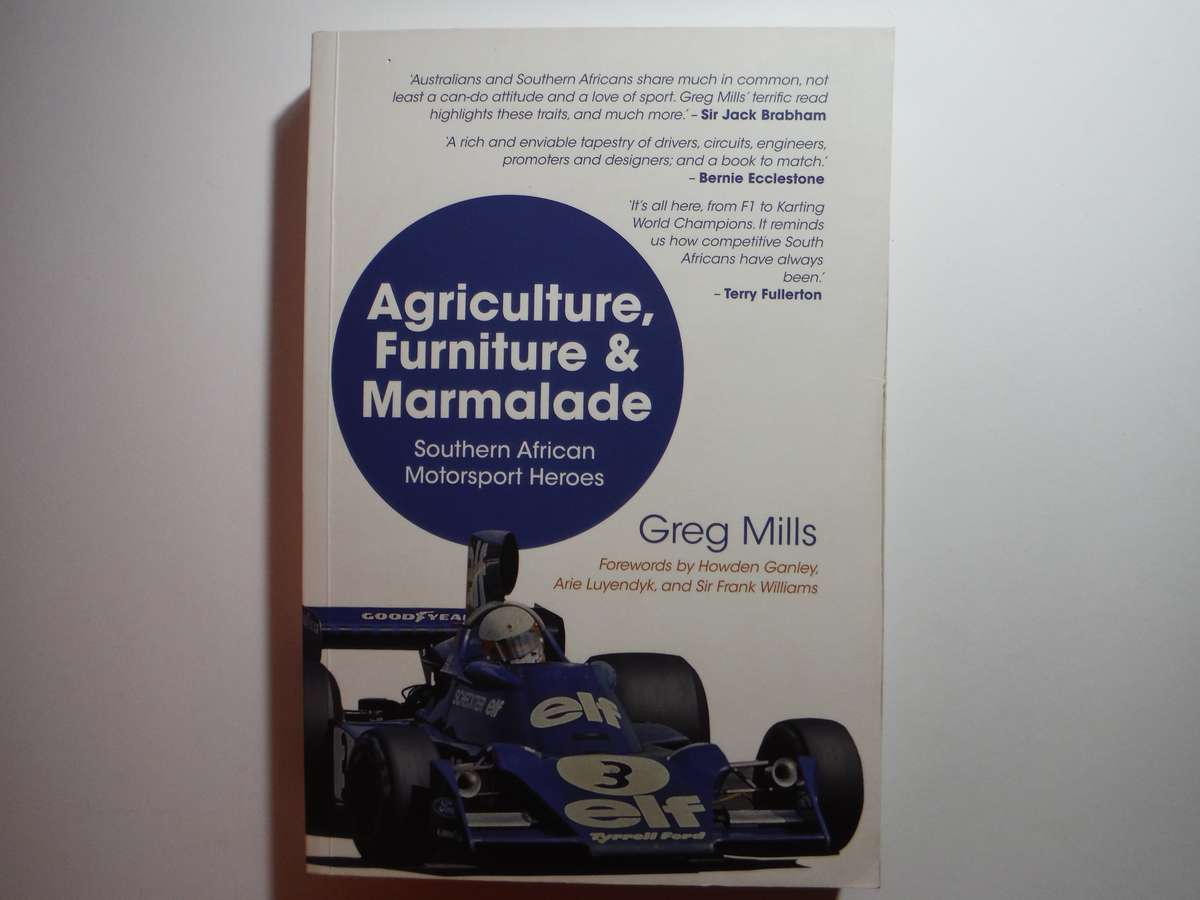 'Australians and Southern Africans share much in common, not
least a can-do attitude and a love of sport. Greg Mills' terrific read
highlights these traits, and much more.' – Sir Jack Brabham
'A rich and enviable tapestry of drivers, circuits, engineers,
promoters and designers; and a book to match.'
– Bernie Ecclestone
'It's all here, from F1 to Karting
World Champions. It reminds
us how competitive South
Africans have always
been.'
– Terry Fullerton
Agriculture,
Furniture &
Marmalade
Southern African
Motorsport Heroes
Greg Mills
Forewords by Howden Ganley,
Arie Luyendyk, and Sir Frank Williams
GOODYEA
SCHECKTER elf
elf
3
elf
Tyrrell Ford
Ford